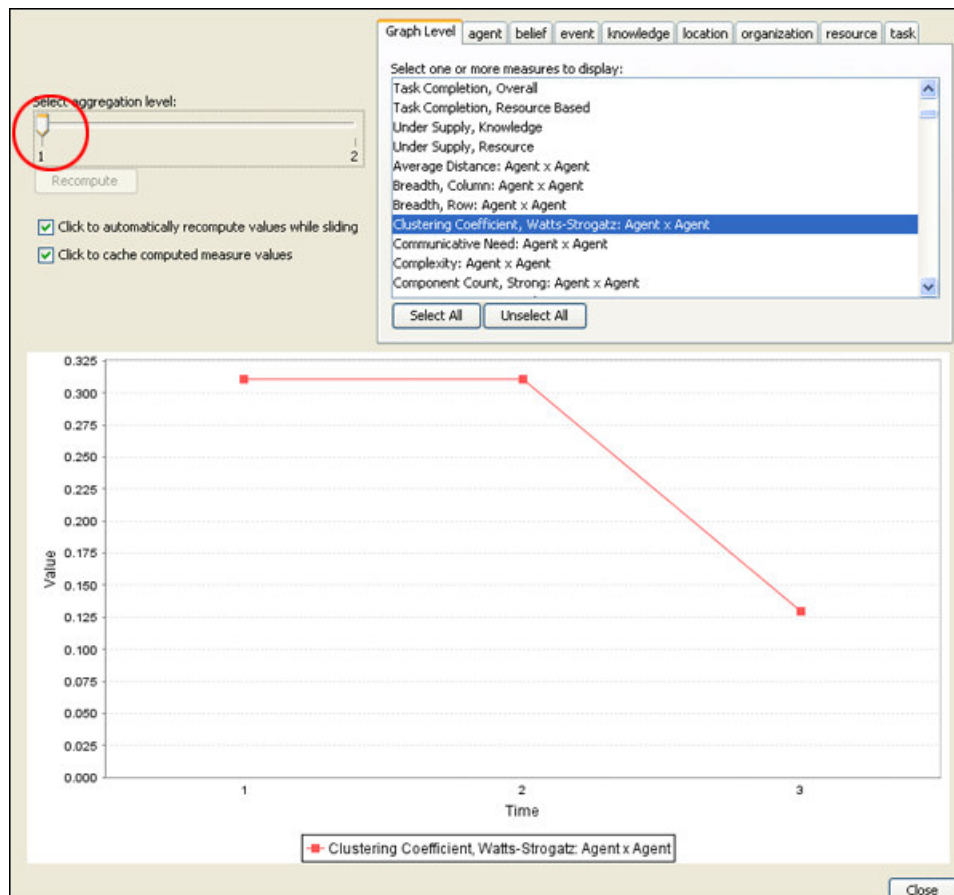 Graph Level agent belief event knowledge location organization resource task
Select one or more measures to display:
Task Completion, Overall
Task Completion, Resource Based
Under Supply, Knowledge
Under Supply, Resource
Average Distance: Agent x Agent
Breadth, Column: Agent x Agent
Breadth, Row: Agent x Agent
Clustering Coefficient, Watts-Strogatz: Agent x Agent
Communicative Need: Agent x Agent
Complexity: Agent x Agent
Component Count, Strong: Agent x Agent
Select All Unselect All
Select aggregation level:
1 2
Recompute
Click to automatically recompute values while sliding
Click to cache computed measure values
0.325
0.300
0.275
0.250
0.225
0.200
0.175
0.150
0.125
0.100
0.075
0.050
0.025
0.000
Value
1 2 3
Time
Clustering Coefficient, Watts-Strogatz: Agent x Agent
Close